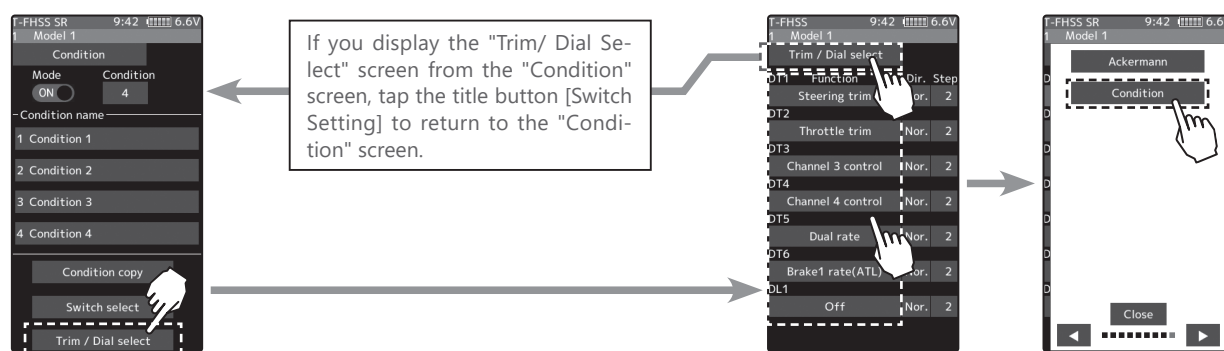 T-FHSS SR 9:42 6.6V
1 Model 1
Condition
Mode Condition
ON 4
Condition name
1 Condition 1
2 Condition 2
3 Condition 3
4 Condition 4
Condition copy
Switch select
Trim / Dial select
If you display the "Trim/ Dial Se-
lect" screen from the "Condition"
screen, tap the title button [Switch
Setting] to return to the "Condi-
tion" screen.
T-FHSS 9:42 6.6V
1 Model 1
Trim / Dial select
DT1 Function Dir. Step
Steering trim Nor. 2
DT2
Throttle trim Nor. 2
DT3
Channel 3 control Nor. 2
DT4
Channel 4 control Nor. 2
DT5
Dual rate Nor. 2
DT6
Brake1 rate(ATL) Nor. 2
DL1
Off Nor. 2
T-FHSS SR 9:42 6.6
1 Model 1
Ackermann
Condition
Close